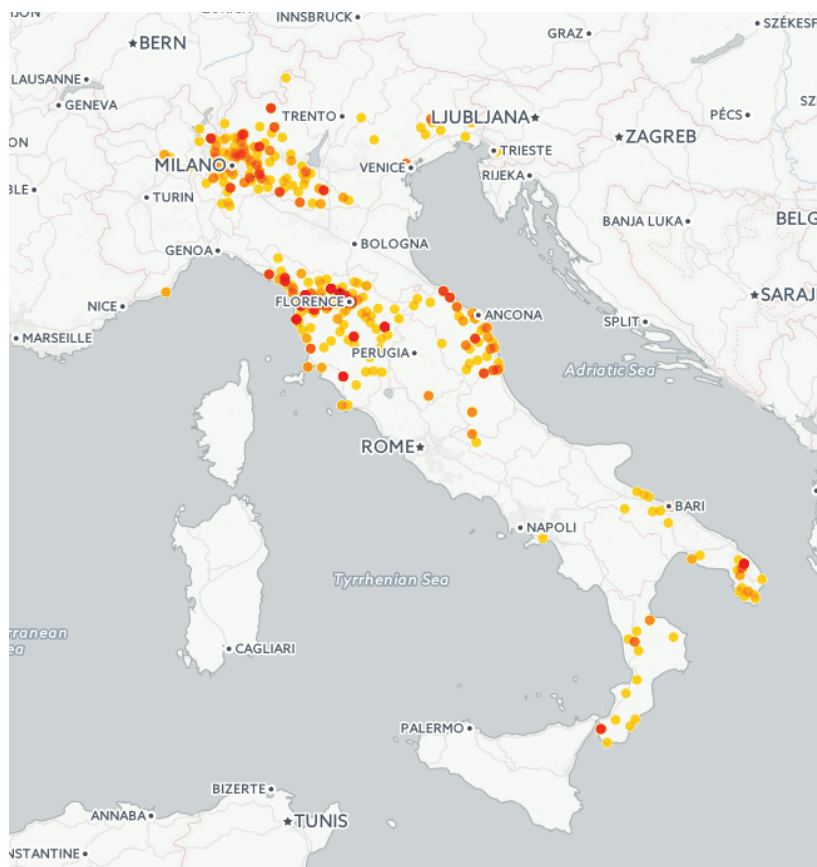 INNSBRUCK
SZÉKESF
GRAZ
BERN
LAUSANNE
GENEVA
TRENTO
LJUBLJANA
PÉCS
ZAGREB
MILANO
TRIESTE
VENICE
RIJEKA
TURIN
BANJA LUKA
BELG
BOLOGNA
GENOA
SARAJ
NICE
FLORENCE
ANCONA
SPLIT
MARSEILLE
PERUGIA
Adriatic Sea
ROME
BARI
NAPOLI
Tyrrhenian Sea
rranean
ea
CAGLIARI
PALERMO
BIZERTE
ANNABA
TUNIS
NSTANTINE